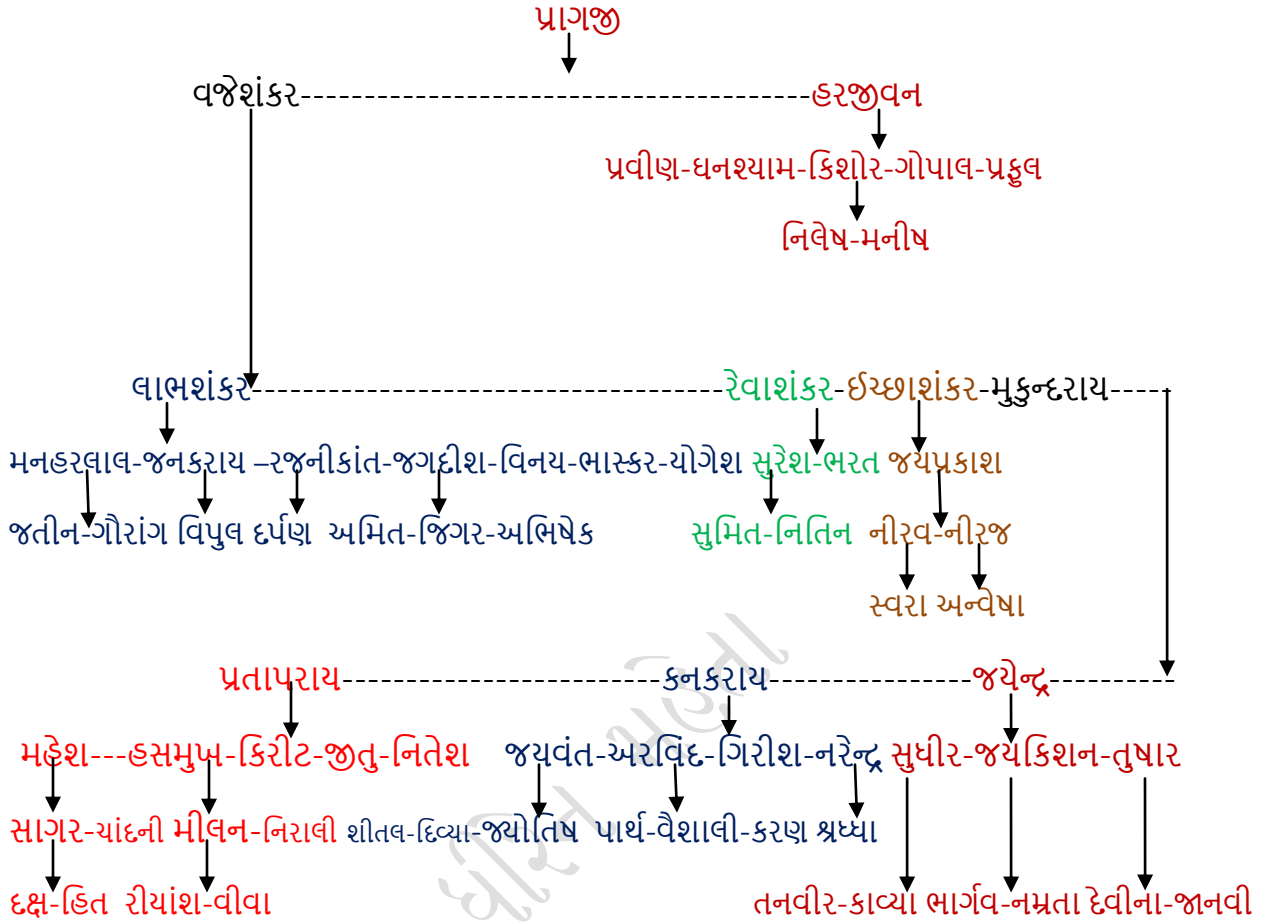 પ્રાગજી
વજેશંકર----------------------------------------હરજીવન
પ્રવીણ-ઘનશ્યામ-કિશોર-ગોપાલ-પ્રફુલ
નિલેષ-મનીષ
લાભશંકર-------------------------------------રેવાશંકર-ઈચ્છાશંકર-મુકુન્દરાય-----
મનહરલાલ-જનકરાય –રજનીકાંત-જગદીશ-વિનય-ભાસ્કર-યોગેશ સુરેશ-ભરત જયપ્રકાશ
જતીન-ગૌરાંગ વિપુલ દર્પણ અમિત-જિગર-અભિષેક સુમિત-નિતિન નીરવ-નીરજ
સ્વરા અન્વેષા
પ્રતાપરાય-------------------------કનકરાય----------------જયેન્દ્ર----------
મહેશ---હસમુખ-કિરીટ-જીતુ-નિતેશ જયવંત-અરવિંદ-ગિરીશ-નરેન્દ્ર સુધીર-જયકિશન-તુષાર
સાગર-ચાંદની મીલન-નિરાલી શીતલ-દિવ્યા-જ્યોતિષ પાર્થ-વૈશાલી-કરણ શ્રધ્ધા
દક્ષ-હિત રીયાંશ-વીવા તનવીર-કાવ્યા ભાર્ગવ-નમ્રતા દેવીના-જાનવી
ધીરેન મહેતા